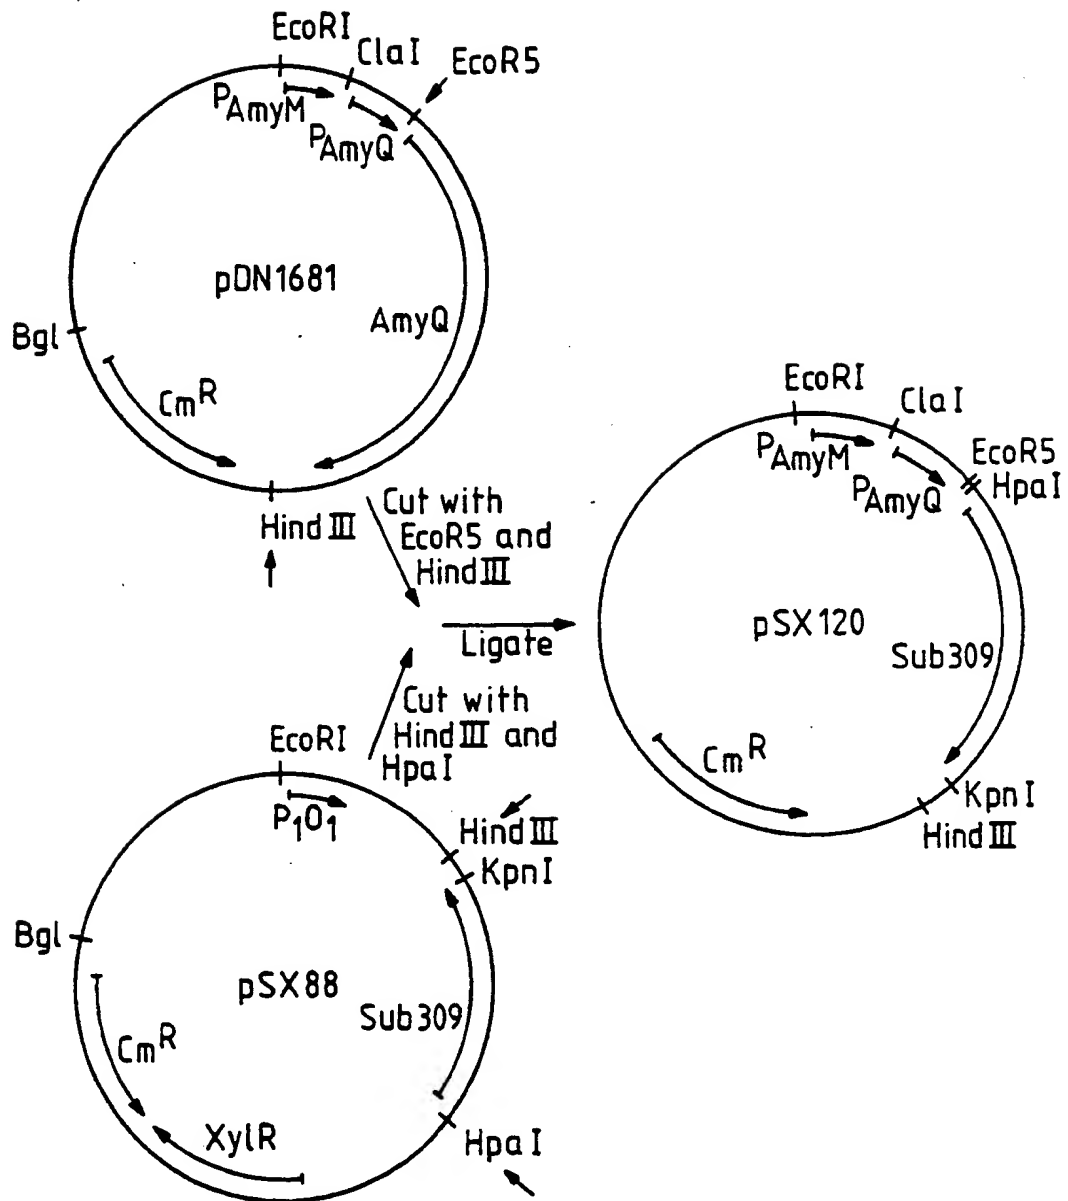 EcoRI
ClaI
EcoR5
PAmyM
PAmyQ
pDN1681
AmyQ
Bgl
CmR
HindIII
Cut with
EcoR5 and
HindIII
Ligate
Cut with
HindIII and
HpaI
EcoRI
ClaI
PAmyM
EcoR5
HpaI
PAmyQ
pSX120
Sub309
CmR
KpnI
HindIII
EcoRI
P1O1
HindIII
KpnI
Bgl
pSX88
Sub309
CmR
XylR
HpaI